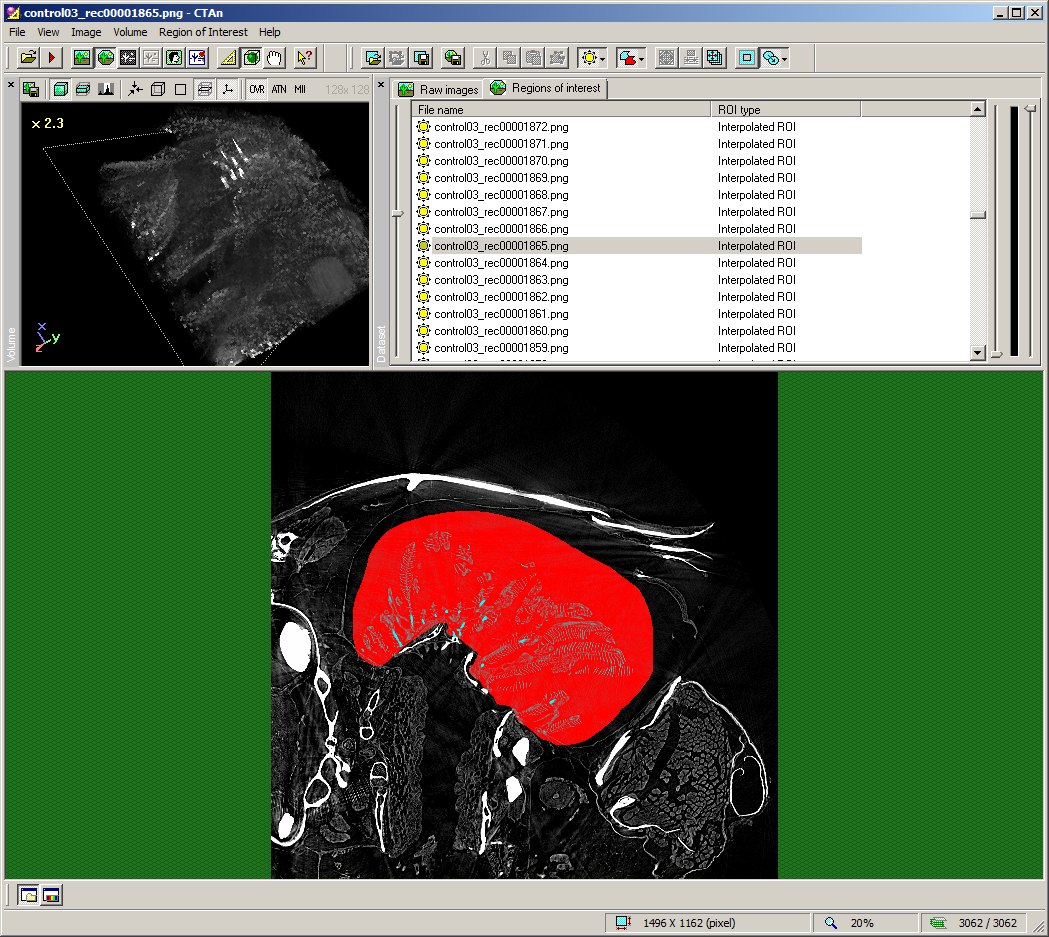 control03_rec00001865.png - CTAn
File View Image Volume Region of Interest Help
OVR ATN MII 128x 128
Raw images Regions of interest
File name ROI type
x 2.3
control03_rec00001872.png Interpolated ROI
control03_rec00001871.png Interpolated ROI
control03_rec00001870.png Interpolated ROI
control03_rec00001869.png Interpolated ROI
control03_rec00001868.png Interpolated ROI
control03_rec00001867.png Interpolated ROI
control03_rec00001866.png Interpolated ROI
control03_rec00001865.png Interpolated ROI
control03_rec00001864.png Interpolated ROI
control03_rec00001863.png Interpolated ROI
control03_rec00001862.png Interpolated ROI
control03_rec00001861.png Interpolated ROI
control03_rec00001860.png Interpolated ROI
control03_rec00001859.png Interpolated ROI
x
y
z
Volume
Dataset
1496 X 1162 (pixel) 20% 3062 / 3062